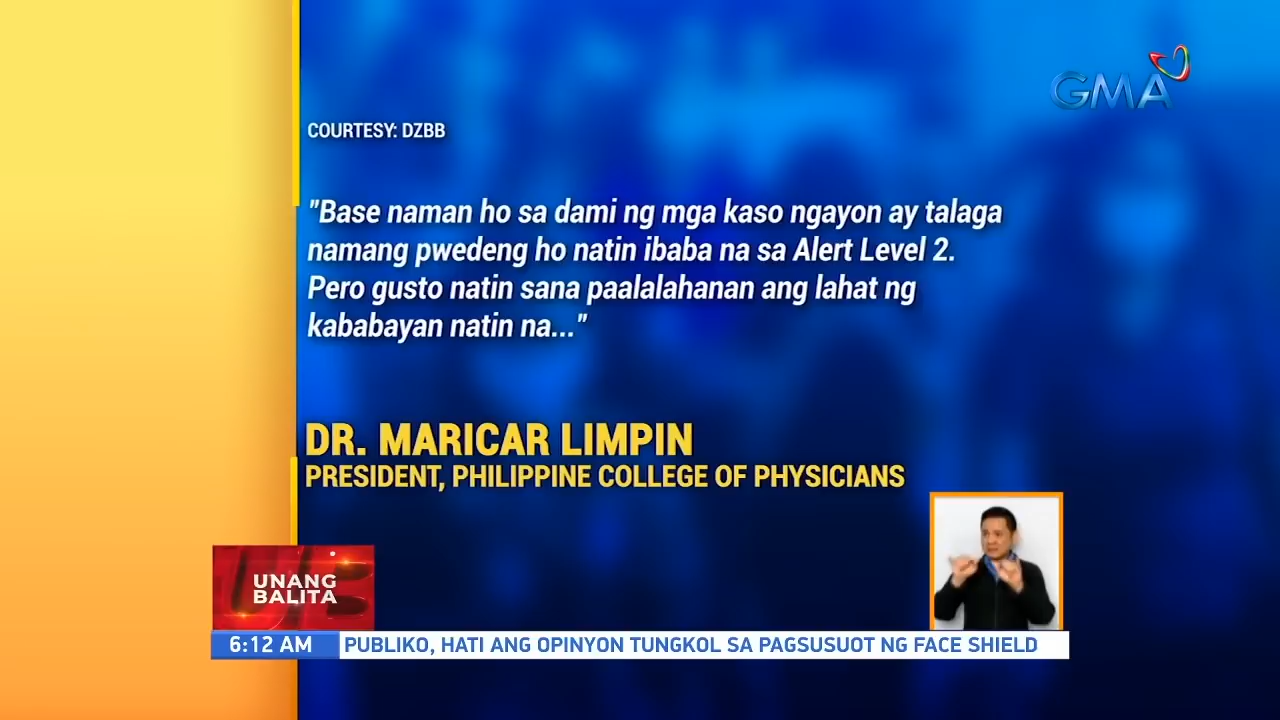 GMA
COURTESY: DZBB
"Base naman ho sa dami ng mga kaso ngayon ay talaga
namang pwedeng ho natin ibaba na sa Alert Level 2.
Pero gusto natin sana paalalahanan ang lahat ng
kababayan natin na..."
DR. MARICAR LIMPIN
PRESIDENT, PHILIPPINE COLLEGE OF PHYSICIANS
UNANG
BALITA
6:12 AM PUBLIKO, HATI ANG OPINYON TUNGKOL SA PAGSUSUOT NG FACE SHIELD